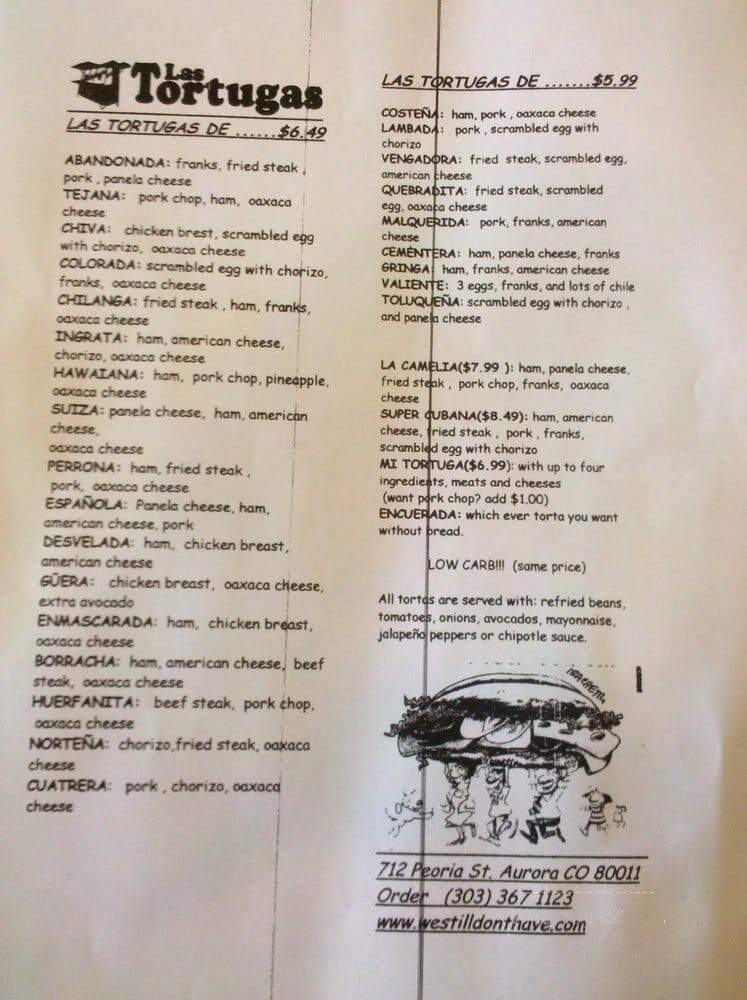 Las
Tortugas
LAS TORTUGAS DE ......$6.49
ABANDONADA: franks, fried steak ,
pork , panela cheese
TEJANA: pork chop, ham, oaxaca
cheese
CHIVA: chicken brest, scrambled egg
with chorizo, oaxaca cheese
COLORADA: scrambled egg with chorizo,
franks, oaxaca cheese
CHILANGA: fried steak , ham, franks,
oaxaca cheese
INGRATA: ham, american cheese,
chorizo, oaxaca cheese
HAWAIANA: ham, pork chop, pineapple,
oaxaca cheese
SUIZA: panela cheese, ham, american
cheese,
oaxaca cheese
PERRONA: ham, fried steak ,
pork, oaxaca cheese
ESPAÑOLA: Panela cheese, ham,
american cheese, pork
DESVELADA: ham, chicken breast,
american cheese
GÜERA: chicken breast, oaxaca cheese,
extra avocado
ENMASCARADA: ham, chicken breast,
oaxaca cheese
BORRACHA: ham, american cheese, beef
steak, oaxaca cheese
HUERFANITA: beef steak, pork chop,
oaxaca cheese
NORTEÑA: chorizo,fried steak, oaxaca
cheese
CUATRERA: pork , chorizo, oaxaca
cheese
LAS TORTUGAS DE .......$5.99
COSTEÑA: ham, pork , oaxaca cheese
LAMBADA: pork , scrambled egg with
chorizo
VENGADORA: fried steak, scrambled egg,
american cheese
QUEBRADITA: fried steak, scrambled
egg, oaxaca cheese
MALQUERIDA: pork, franks, american
cheese
CEMENTERA: ham, panela cheese, franks
GRINGA: ham, franks, american cheese
VALIENTE: 3 eggs, franks, and lots of chile
TOLUQUEÑA: scrambled egg with chorizo ,
and panela cheese
LA CAMELIA($7.99 ): ham, panela cheese,
fried steak , pork chop, franks, oaxaca
cheese
SUPER CUBANA($8.49): ham, american
cheese, fried steak , pork , franks,
scrambled egg with chorizo
MI TORTUGA($6.99): with up to four
ingredients, meats and cheeses
(want pork chop? add $1.00)
ENCUERADA: which ever torta you want
without bread.
LOW CARB!!! (same price)
All tortas are served with: refried beans,
tomatoes, onions, avocados, mayonnaise,
jalapeño peppers or chipotle sauce.
712 Peoria St. Aurora CO 80011
Order (303) 367 1123
www.westilldonthave.com